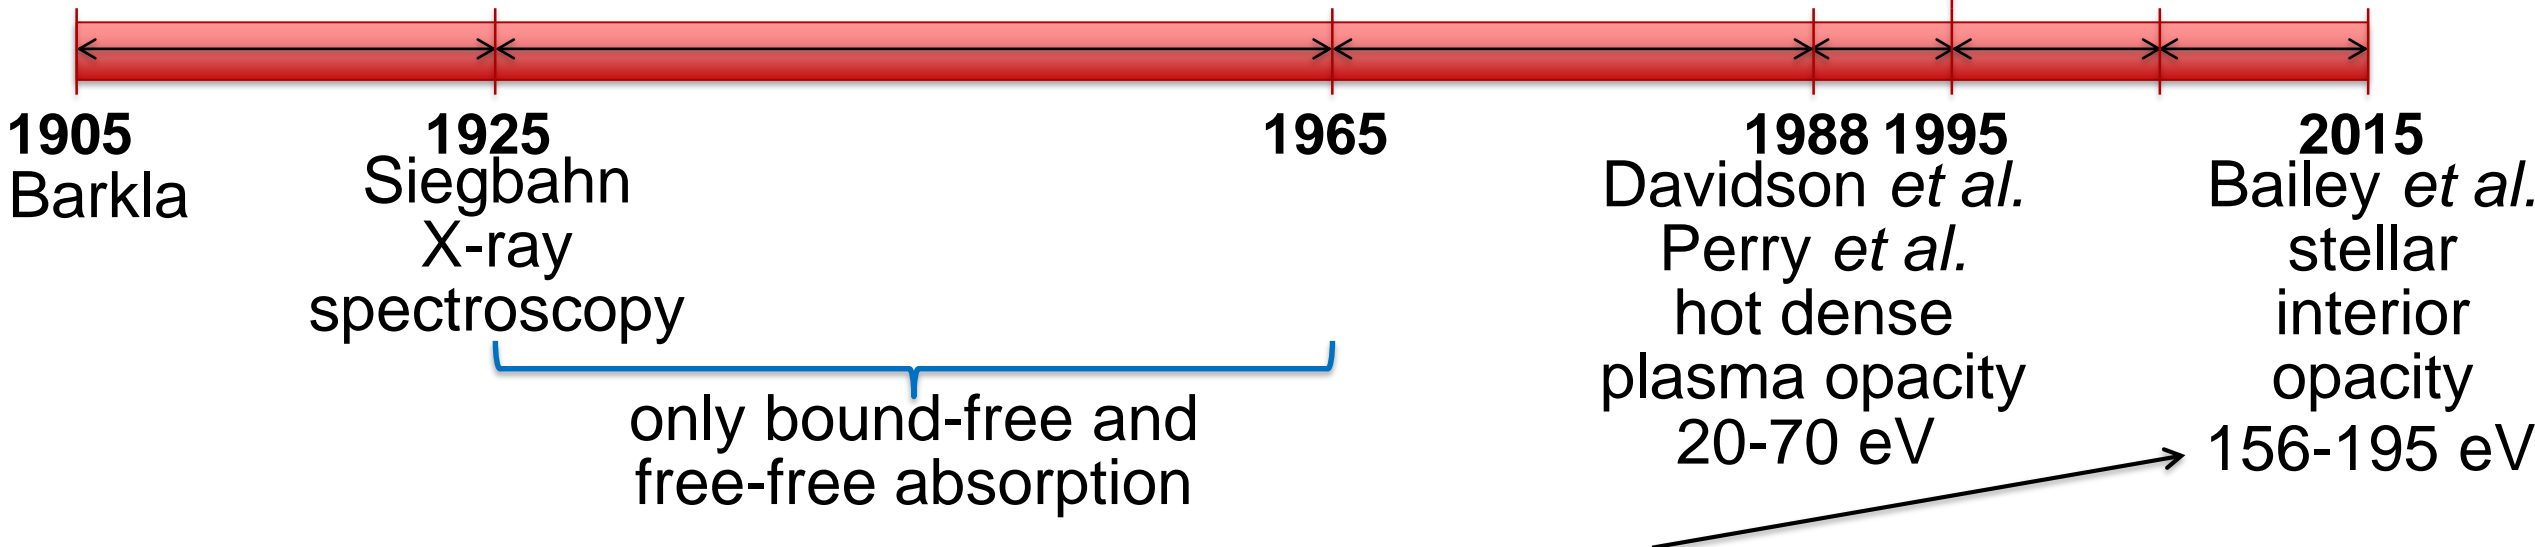 1905
Barkla
1925
Siegbahn
X-ray
spectroscopy
only bound-free and
free-free absorption
1965
1988 1995
Davidson et al.
Perry et al.
hot dense
plasma opacity
20-70 eV
2015
Bailey et al.
stellar
interior
opacity
156-195 eV